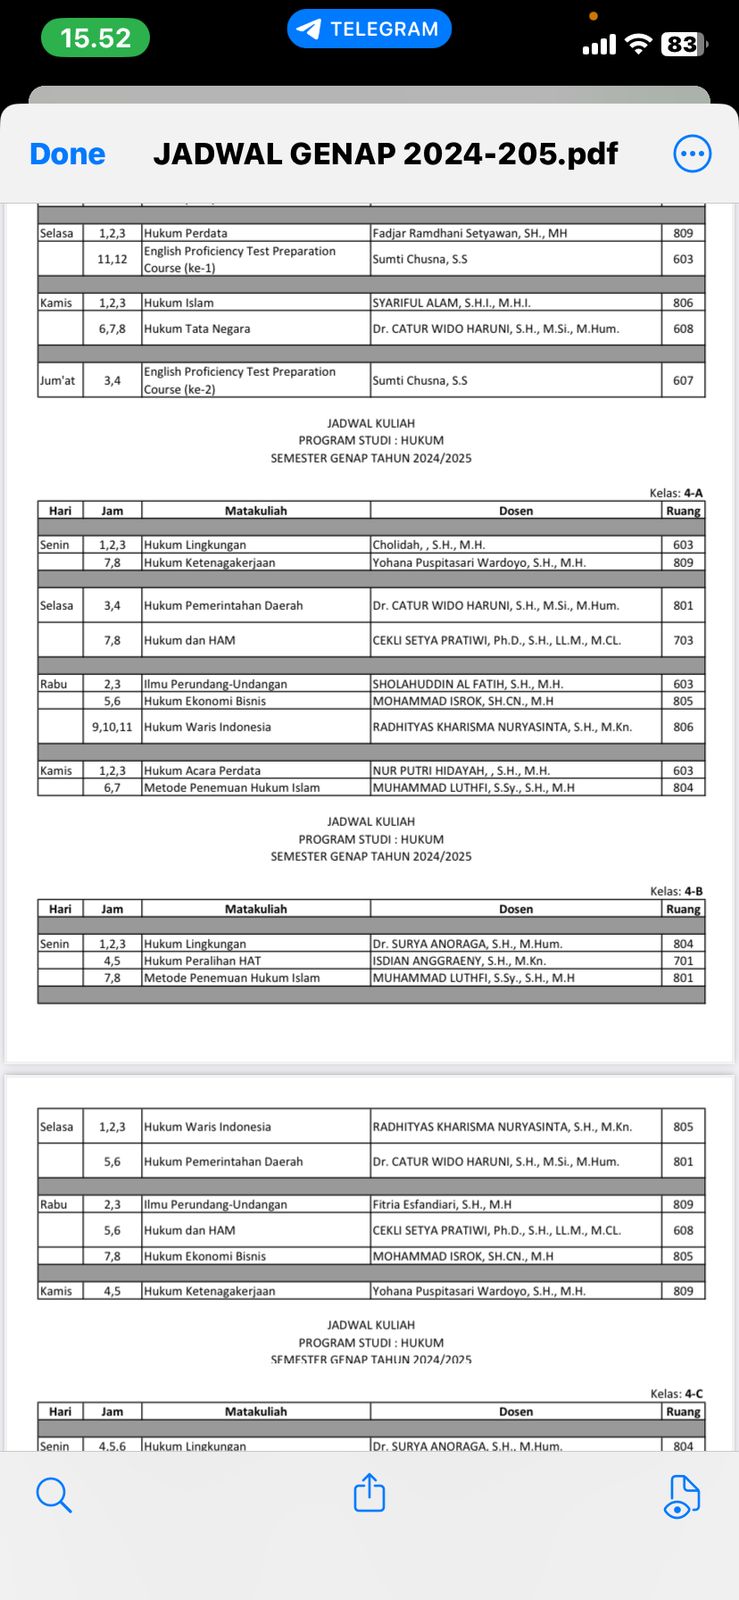 15.52
TELEGRAM
83
Done
JADWAL GENAP 2024-205.pdf
Selasa 1,2,3 Hukum Perdata Fadjar Ramdhani Setyawan, SH., MH 809
11,12 English Proficiency Test Preparation Course (ke-1) Sumti Chusna, S.S 603
Kamis 1,2,3 Hukum Islam SYARIFUL ALAM, S.H.I., M.H.I. 806
6,7,8 Hukum Tata Negara Dr. CATUR WIDO HARUNI, S.H., M.Si., M.Hum. 608
Jum'at 3,4 English Proficiency Test Preparation Course (ke-2) Sumti Chusna, S.S 607
JADWAL KULIAH
PROGRAM STUDI : HUKUM
SEMESTER GENAP TAHUN 2024/2025
Kelas: 4-A
Hari Jam Matakuliah Dosen Ruang
Senin 1,2,3 Hukum Lingkungan Cholidah, , S.H., M.H. 603
7,8 Hukum Ketenagakerjaan Yohana Puspitasari Wardoyo, S.H., M.H. 809
Selasa 3,4 Hukum Pemerintahan Daerah Dr. CATUR WIDO HARUNI, S.H., M.Si., M.Hum. 801
7,8 Hukum dan HAM CEKLI SETYA PRATIWI, Ph.D., S.H., LL.M., M.CL. 703
Rabu 2,3 Ilmu Perundang-Undangan SHOLAHUDDIN AL FATIH, S.H., M.H. 603
5,6 Hukum Ekonomi Bisnis MOHAMMAD ISROK, SH.CN., M.H 805
9,10,11 Hukum Waris Indonesia RADHITYAS KHARISMA NURYASINTA, S.H., M.Kn. 806
Kamis 1,2,3 Hukum Acara Perdata NUR PUTRI HIDAYAH, , S.H., M.H. 603
6,7 Metode Penemuan Hukum Islam MUHAMMAD LUTHFI, S.Sy., S.H., M.H 804
JADWAL KULIAH
PROGRAM STUDI : HUKUM
SEMESTER GENAP TAHUN 2024/2025
Kelas: 4-B
Hari Jam Matakuliah Dosen Ruang
Senin 1,2,3 Hukum Lingkungan Dr. SURYA ANORAGA, S.H., M.Hum. 804
4,5 Hukum Peralihan HAT ISDIAN ANGGRAENY, S.H., M.Kn. 701
7,8 Metode Penemuan Hukum Islam MUHAMMAD LUTHFI, S.Sy., S.H., M.H 801
Selasa 1,2,3 Hukum Waris Indonesia RADHITYAS KHARISMA NURYASINTA, S.H., M.Kn. 805
5,6 Hukum Pemerintahan Daerah Dr. CATUR WIDO HARUNI, S.H., M.Si., M.Hum. 801
Rabu 2,3 Ilmu Perundang-Undangan Fitria Esfandiari, S.H., M.H 809
5,6 Hukum dan HAM CEKLI SETYA PRATIWI, Ph.D., S.H., LL.M., M.CL. 608
7,8 Hukum Ekonomi Bisnis MOHAMMAD ISROK, SH.CN., M.H 805
Kamis 4,5 Hukum Ketenagakerjaan Yohana Puspitasari Wardoyo, S.H., M.H. 809
JADWAL KULIAH
PROGRAM STUDI : HUKUM
SEMESTER GENAP TAHUN 2024/2025
Kelas: 4-C
Hari Jam Matakuliah Dosen Ruang
Senin 4,5,6 Hukum Lingkungan Dr. SURYA ANORAGA, S.H., M.Hum. 804